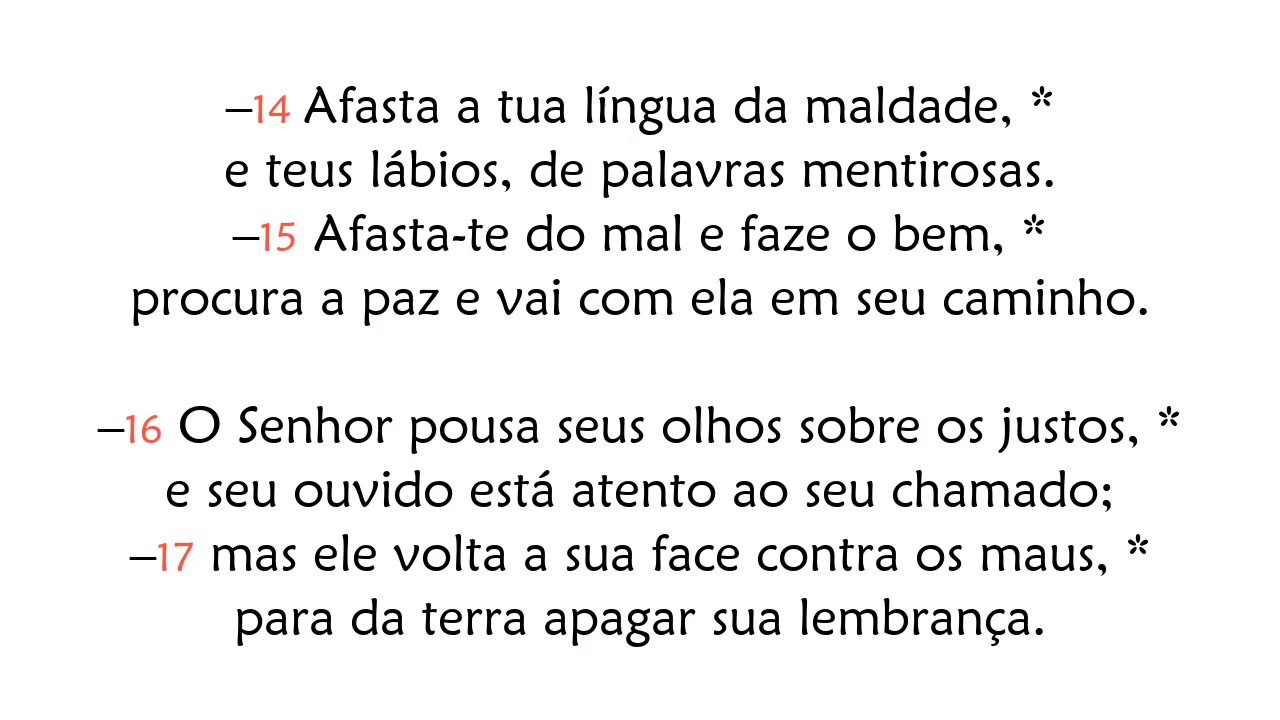 –14 Afasta a tua língua da maldade, *
e teus lábios, de palavras mentirosas.
–15 Afasta-te do mal e faze o bem, *
procura a paz e vai com ela em seu caminho.
–16 O Senhor pousa seus olhos sobre os justos, *
e seu ouvido está atento ao seu chamado;
–17 mas ele volta a sua face contra os maus, *
para da terra apagar sua lembrança.